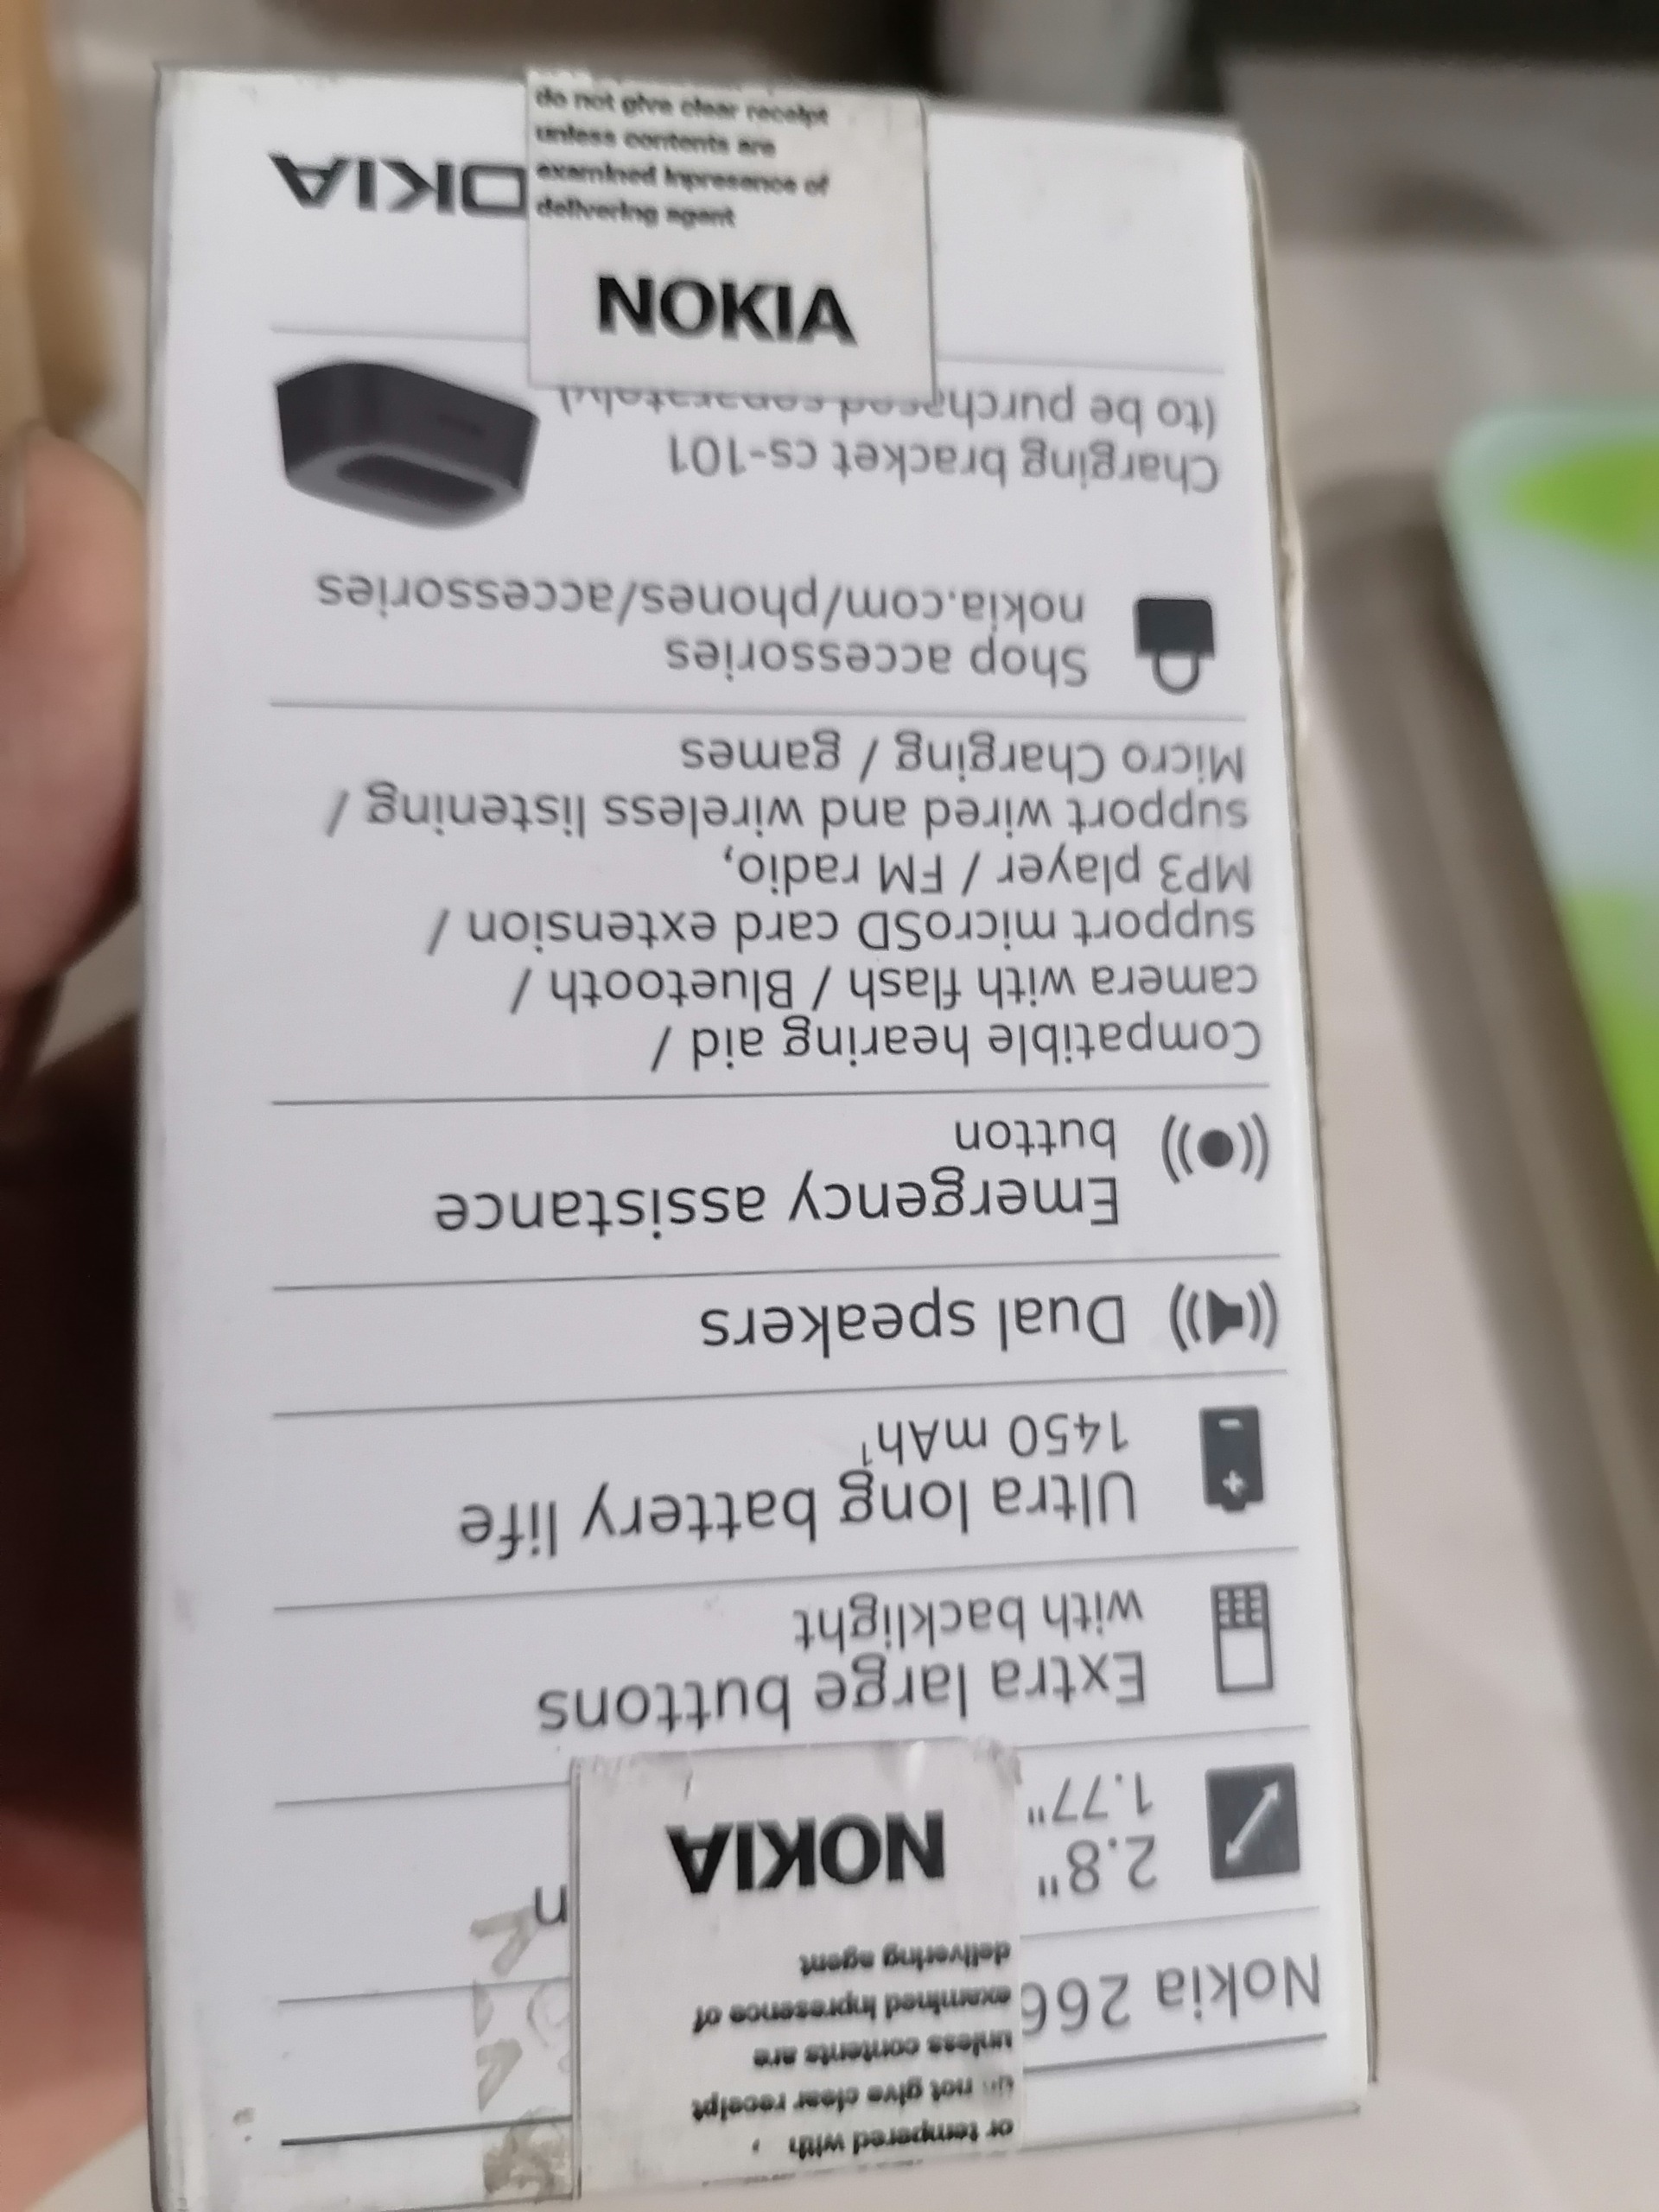 or tempered with
not give clear receipt
unless contents are
examined inpresence of
delivering agent
NOKIA
Nokia 266
2.8"
1.77"
n
Extra large buttons
with backlight
Ultra long battery life
1450 mAh¹
Dual speakers
Emergency assistance
button
Compatible hearing aid /
camera with flash / Bluetooth /
support microSD card extension /
MP3 player / FM radio,
support wired and wireless listening /
Micro Charging / games
Shop accessories
nokia.com/phones/accessories
Charging bracket cs-101
(to be purchased separately)
OKIA
do not give clear receipt
unless contents are
examined inpresence of
delivering agent
NOKIA